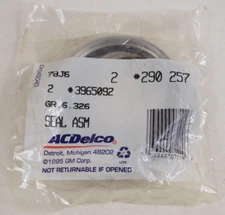 78J6 2 *290 257
2 *3965092
GR.6.326
SEAL ASM
ACDelco
Detroit, Michigan 48202
©1995 GM Corp.
NOT RETURNABLE IF OPENED